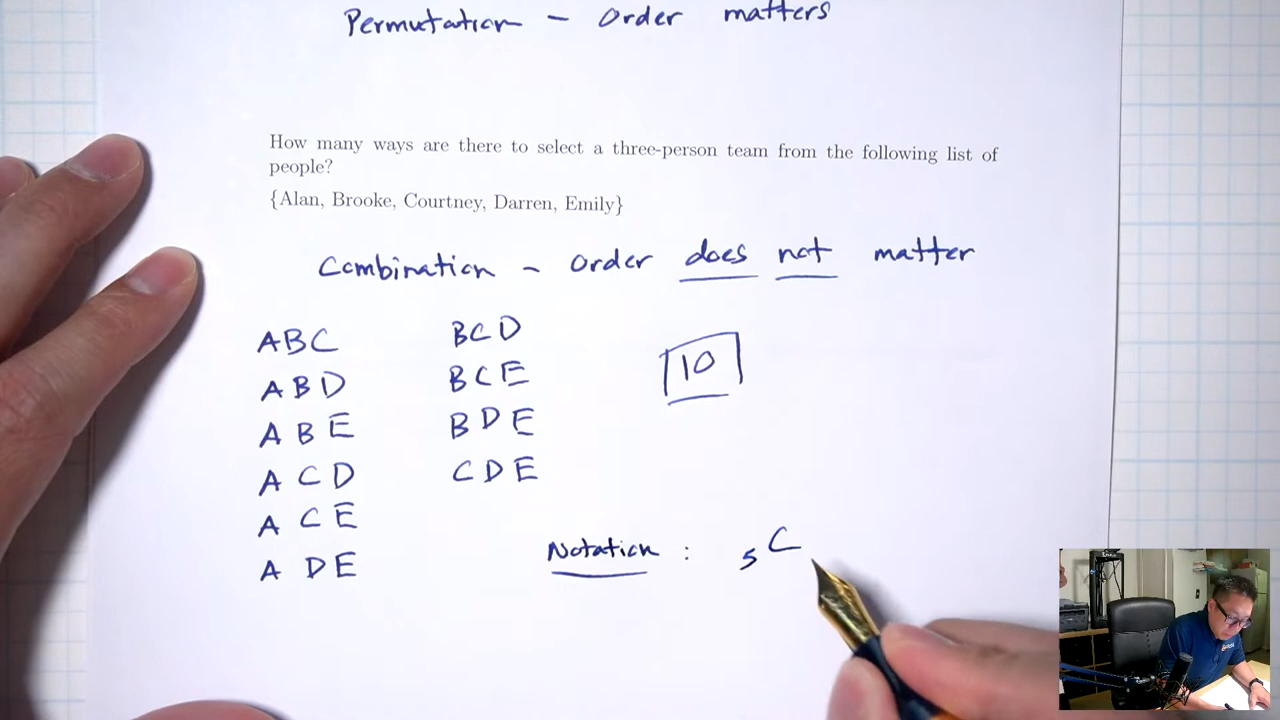 Permutation - Order matters
How many ways are there to select a three-person team from the following list of
people?
{Alan, Brooke, Courtney, Darren, Emily}
Combination - Order does not matter
ABC
ABD
ABE
ACD
ACE
ADE
BCD
BCE
BDE
CDE
10
Notation : 5C